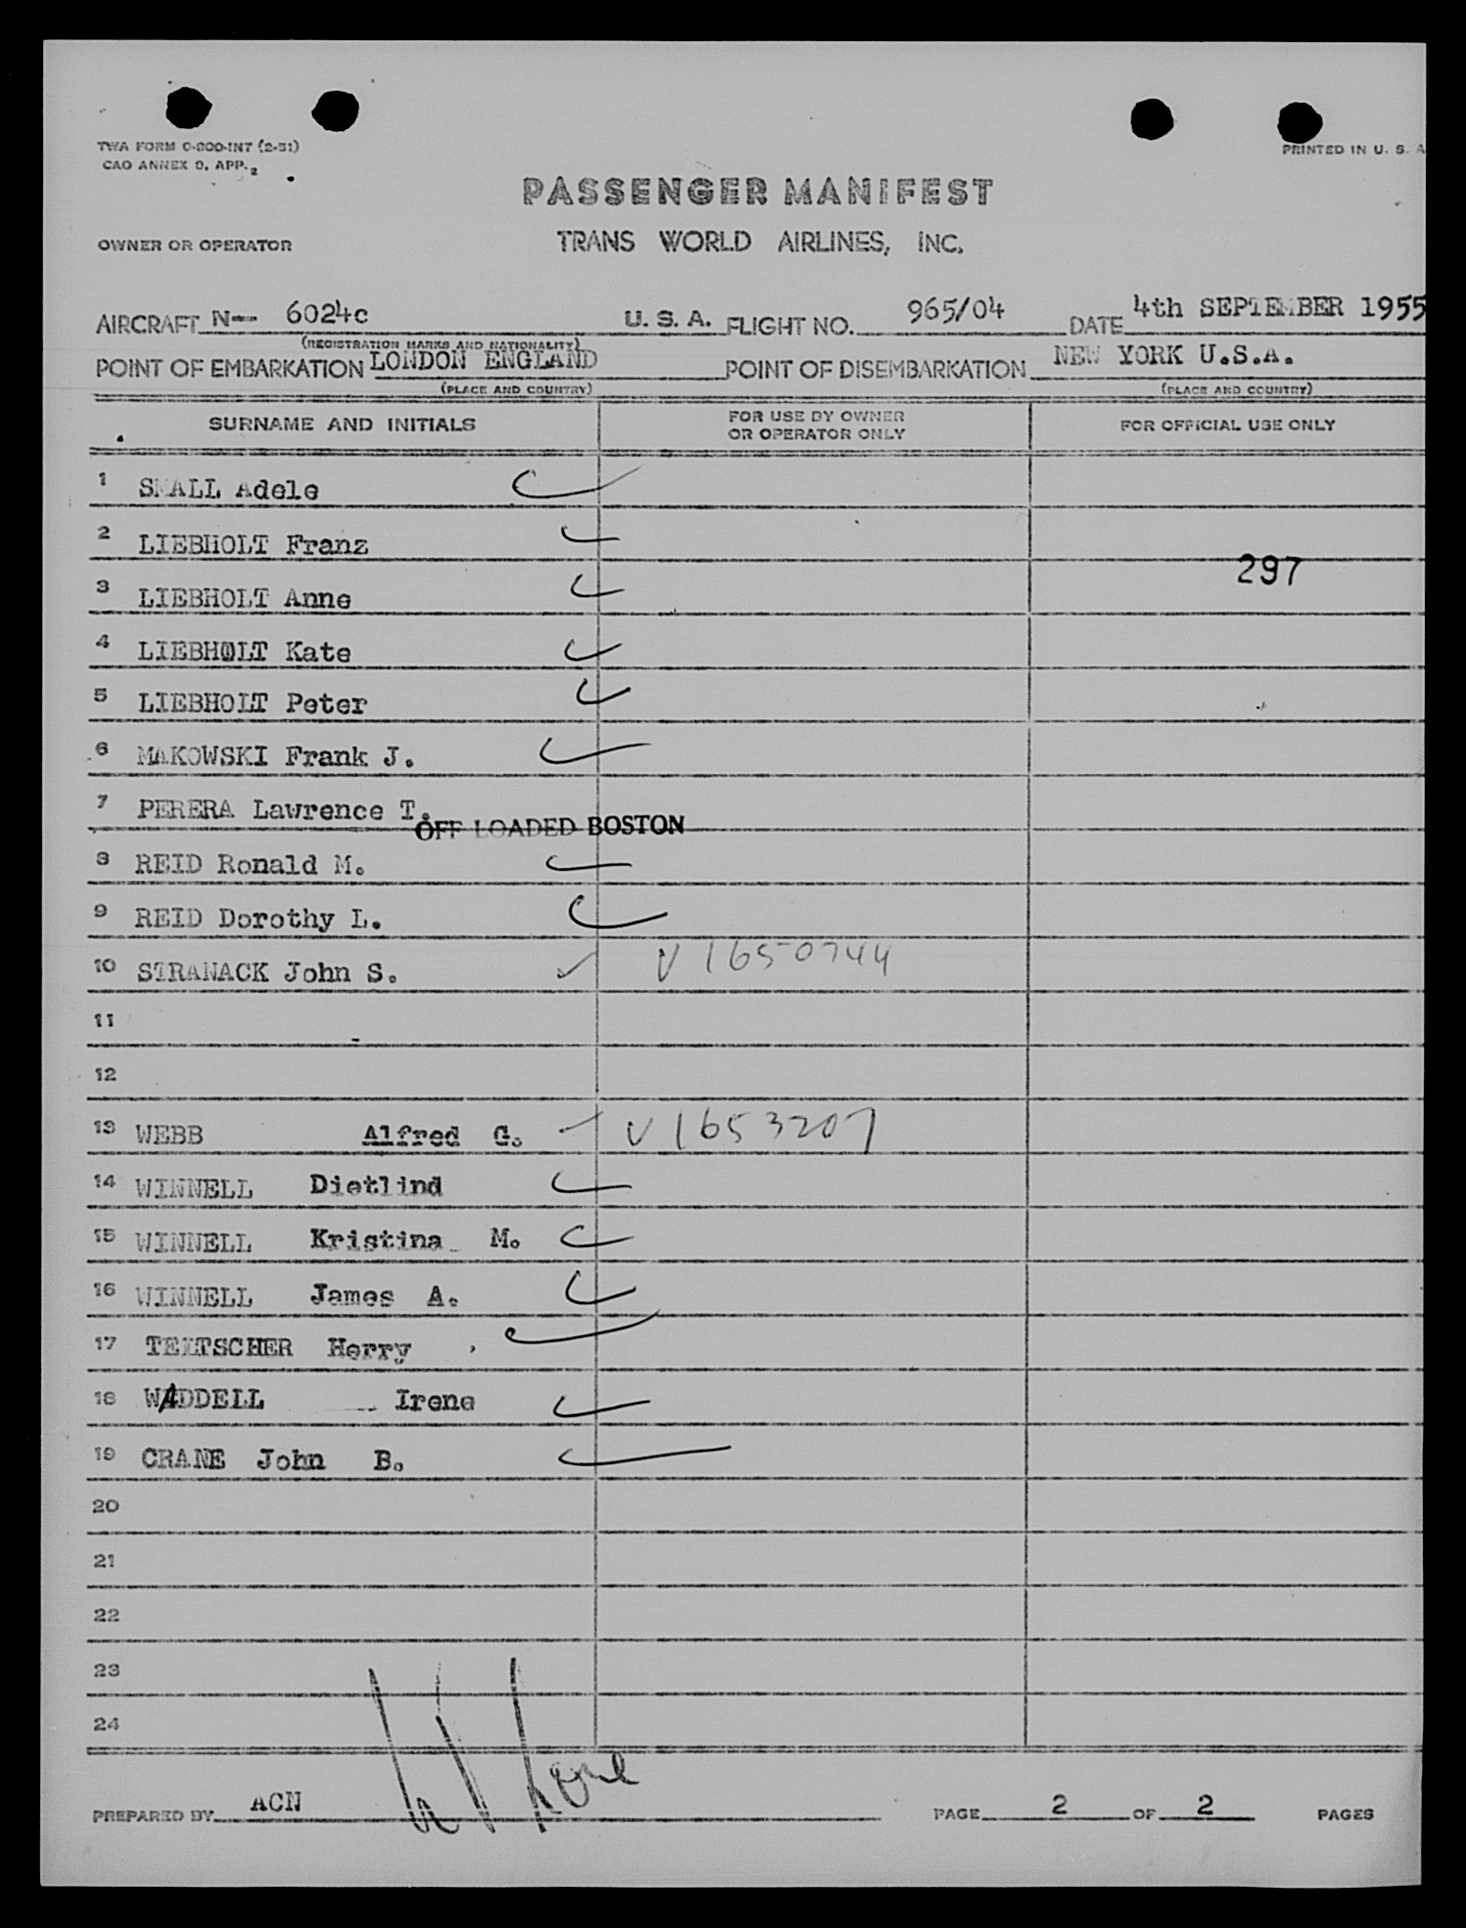 TWA FORM O-800-INT (2-51)
CAO ANNEX 9, APP. 2
PRINTED IN U. S. A
PASSENGER MANIFEST
OWNER OR OPERATOR TRANS WORLD AIRLINES, INC.
AIRCRAFT N-- 6024c U. S. A. FLIGHT NO. 965/04 DATE 4th SEPTEMBER 1955
(REGISTRATION MARKS AND NATIONALITY)
POINT OF EMBARKATION LONDON ENGLAND POINT OF DISEMBARKATION NEW YORK U.S.A.
(PLACE AND COUNTRY) (PLACE AND COUNTRY)
SURNAME AND INITIALS FOR USE BY OWNER OR OPERATOR ONLY FOR OFFICIAL USE ONLY
1 SMALL Adele
2 LIEBHOLT Franz
297
3 LIEBHOLT Anne
4 LIEBHOLT Kate
5 LIEBHOLT Peter
6 MAKOWSKI Frank J.
7 PERERA Lawrence T.
OFF LOADED BOSTON
8 REID Ronald M.
9 REID Dorothy L.
10 STRANACK John S. V 1650744
11
12
13 WEBB Alfred G. V 1653207
14 WINNELL Dietlind
15 WINNELL Kristina M.
16 WINNELL James A.
17 TELTSCHER Herry
18 WADDELL Irene
19 CRANE John B.
20
21
22
23
24
PREPARED BY ACN PAGE 2 OF 2 PAGES